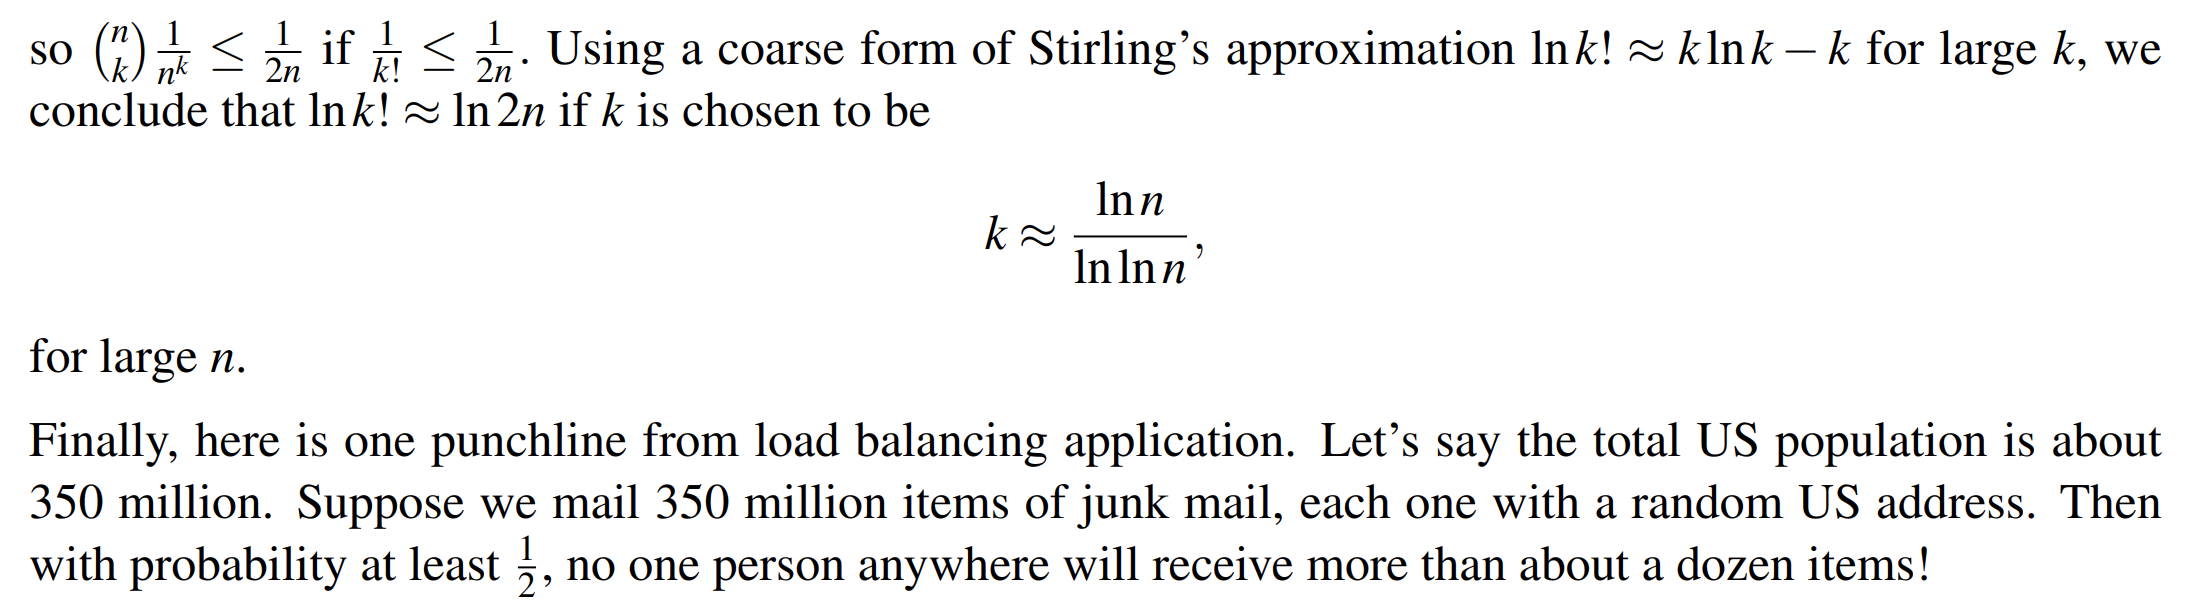 so $\binom{n}{k}\frac{1}{n^k} \leq \frac{1}{2n}$ if $\frac{1}{k!} \leq \frac{1}{2n}$. Using a coarse form of Stirling’s approximation $\ln k! \approx k \ln k - k$ for large $k$, we
conclude that $\ln k! \approx \ln 2n$ if $k$ is chosen to be
$k \approx \frac{\ln n}{\ln \ln n},$
for large $n$.
Finally, here is one punchline from load balancing application. Let’s say the total US population is about
350 million. Suppose we mail 350 million items of junk mail, each one with a random US address. Then
with probability at least $\frac{1}{2}$, no one person anywhere will receive more than about a dozen items!